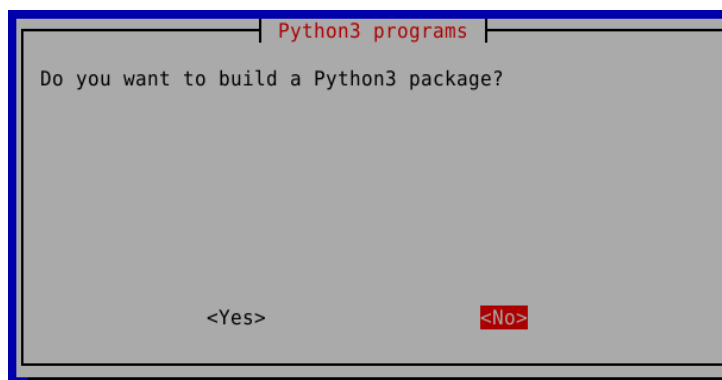 Python3 programs
Do you want to build a Python3 package?
<Yes> <No>